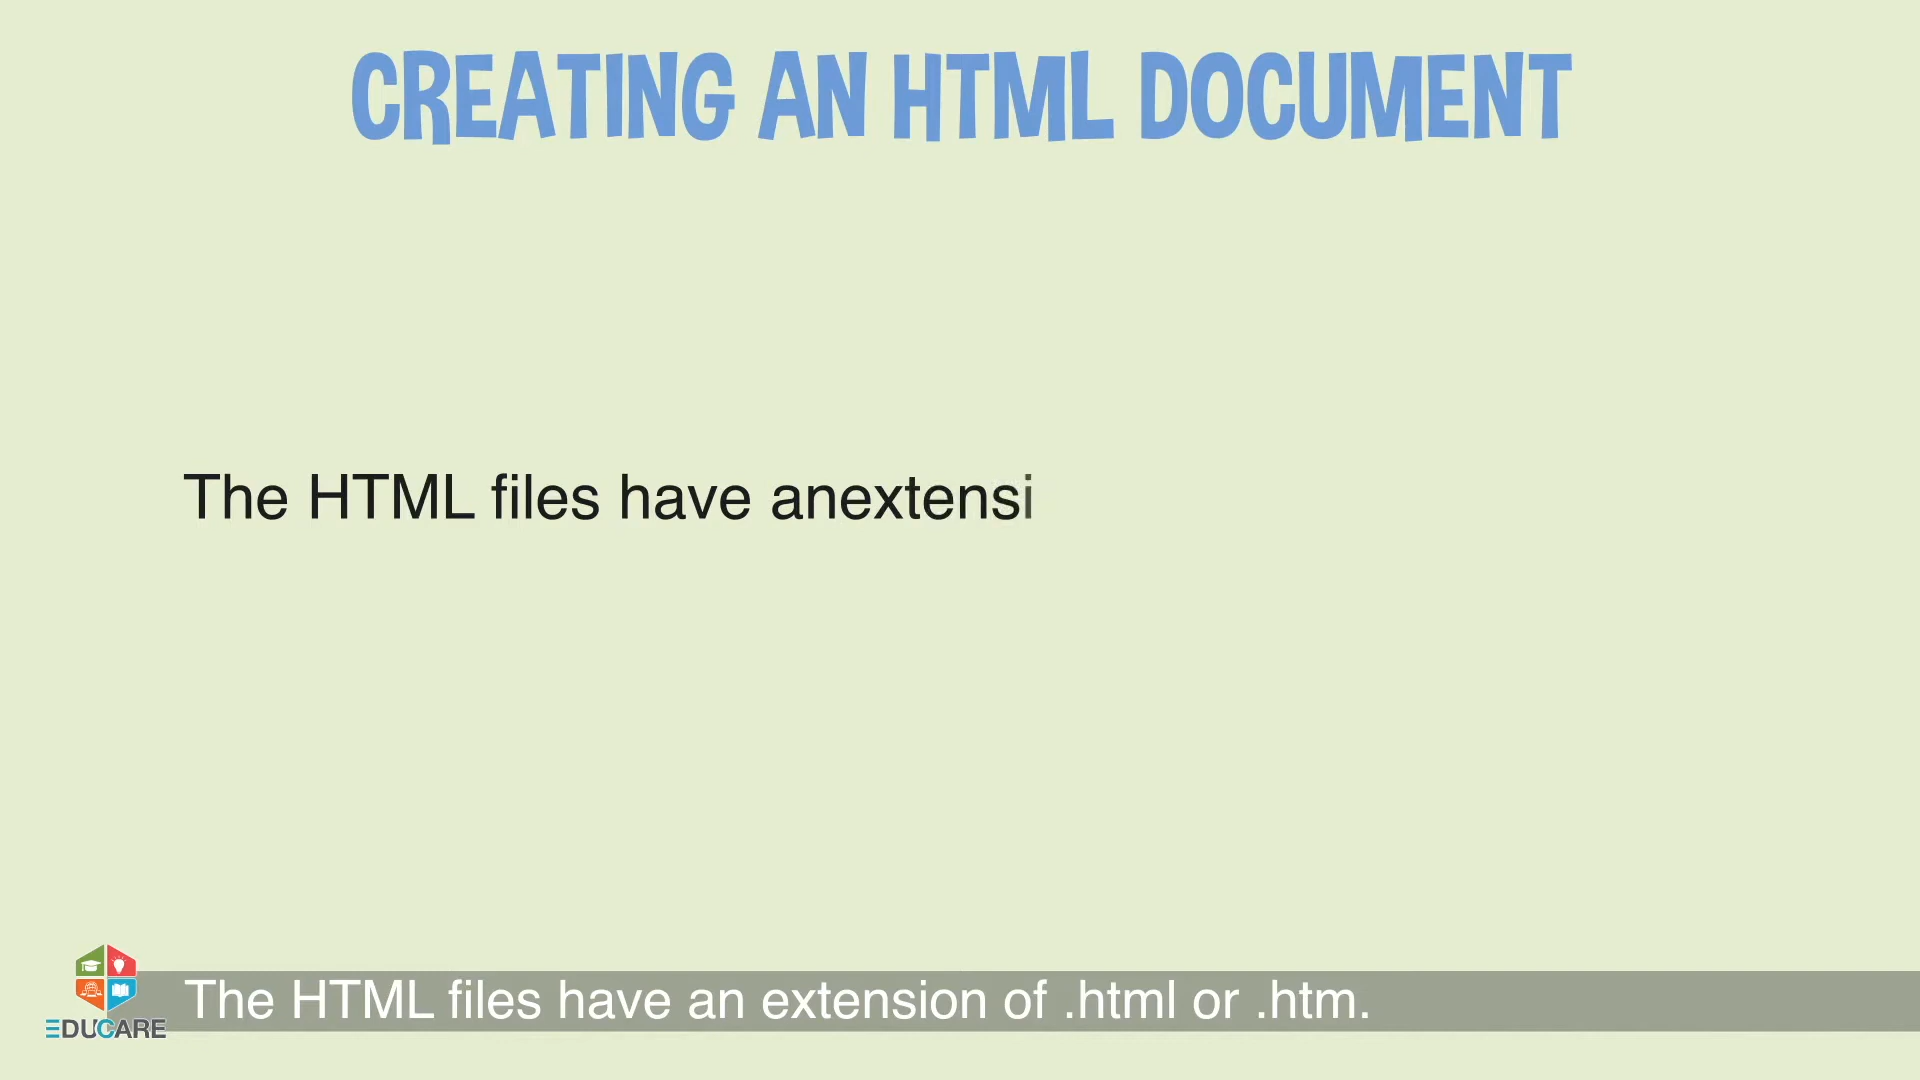 CREATING AN HTML DOCUMENT
The HTML files have anextensi
The HTML files have an extension of .html or .htm.
EDUCARE